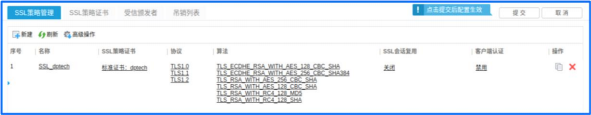 SSL策略管理 SSL策略证书 受信颁发者 吊销列表 点击提交后配置生效 提交 取消
新建 刷新 高级操作
序号 名称 SSL策略证书 协议 算法 SSL会话复用 客户端认证 操作
1 SSL_dptech 标准证书：dptech TLS1.0 TLS_ECDHE_RSA_WITH_AES_128_CBC_SHA 关闭 禁用
TLS1.1 TLS_ECDHE_RSA_WITH_AES_256_CBC_SHA384
TLS1.2 TLS_RSA_WITH_AES_256_CBC_SHA
TLS_RSA_WITH_AES_128_CBC_SHA
TLS_RSA_WITH_RC4_128_MD5
TLS_RSA_WITH_RC4_128_SHA